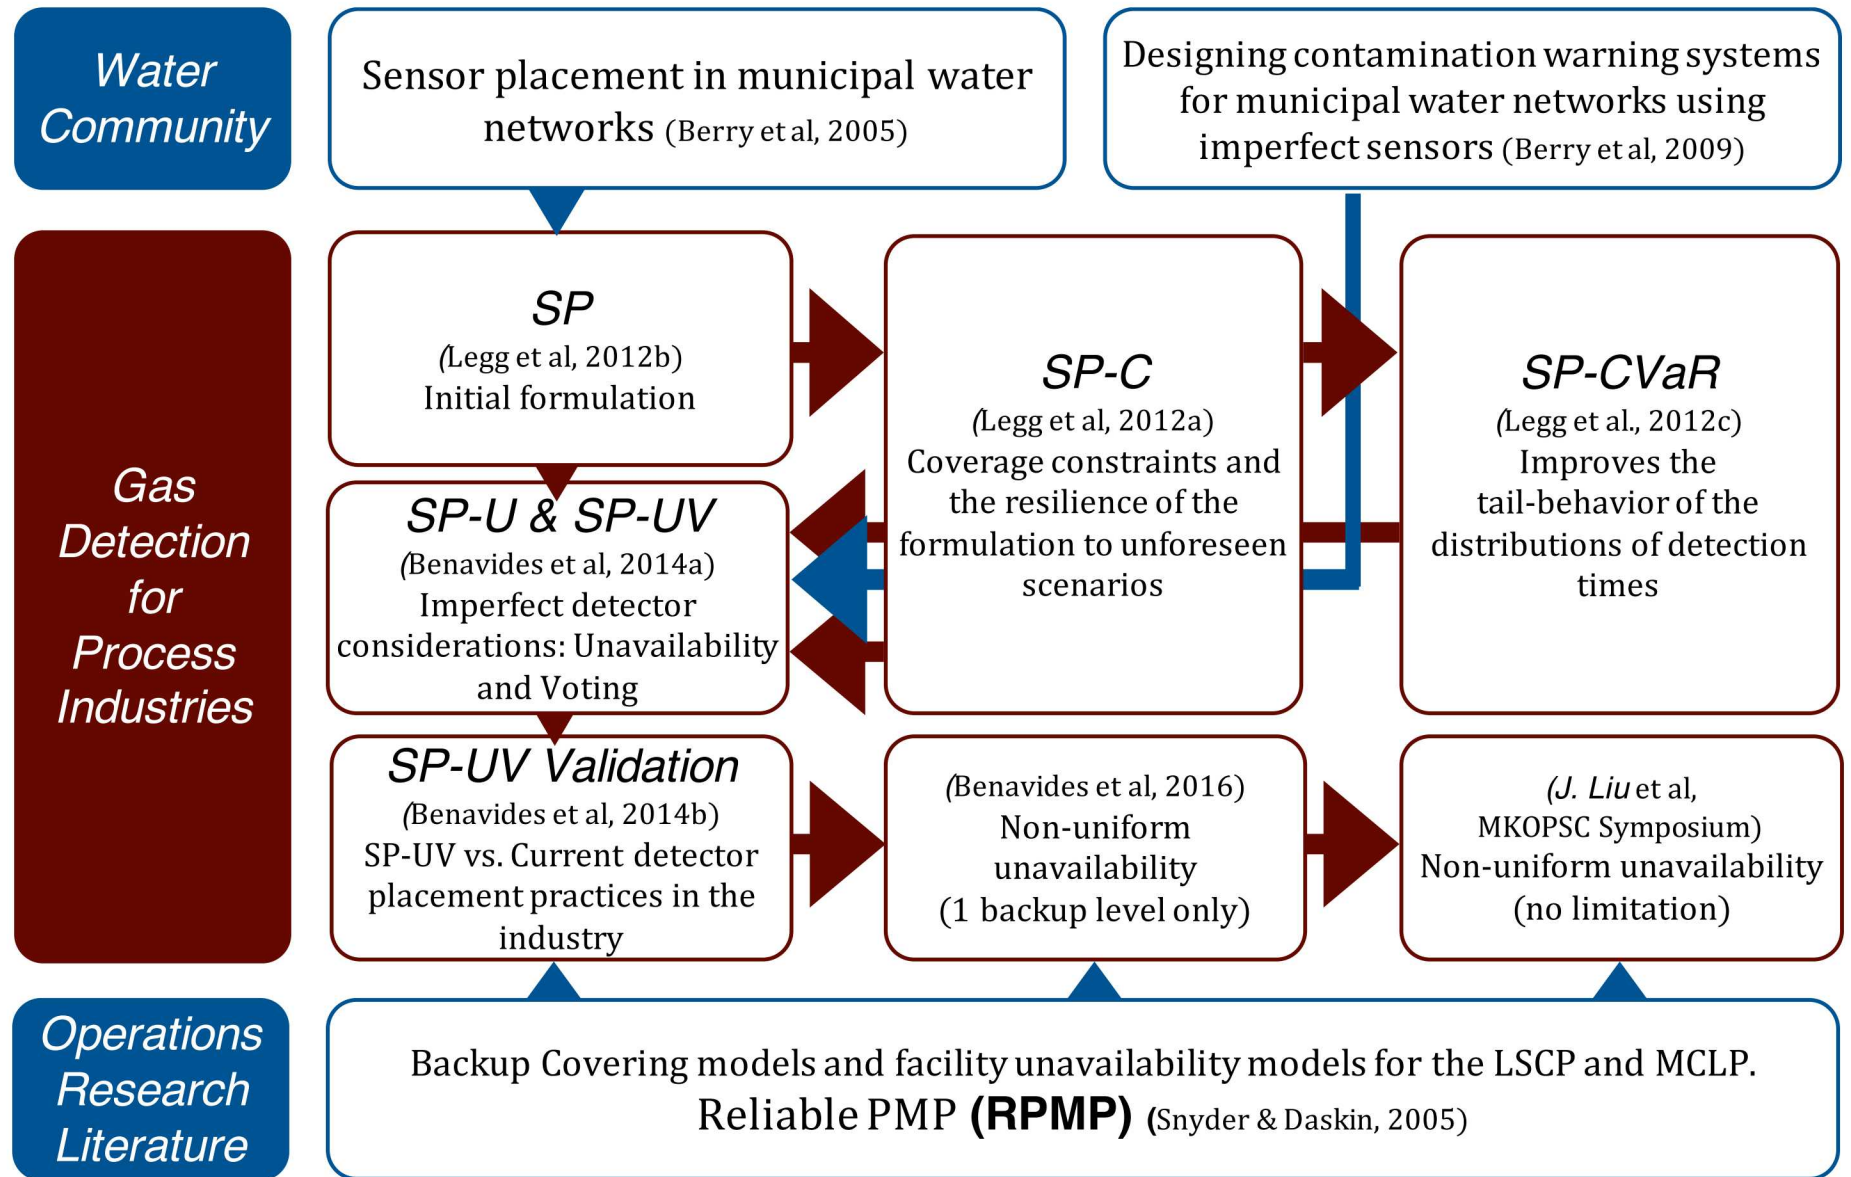 Water
Community
Sensor placement in municipal water
networks (Berry et al, 2005)
Designing contamination warning systems
for municipal water networks using
imperfect sensors (Berry et al, 2009)
Gas
Detection
for
Process
Industries
SP
(Legg et al, 2012b)
Initial formulation
SP-C
(Legg et al, 2012a)
Coverage constraints and
the resilience of the
formulation to unforeseen
scenarios
SP-CVaR
(Legg et al., 2012c)
Improves the
tail-behavior of the
distributions of detection
times
SP-U & SP-UV
(Benavides et al, 2014a)
Imperfect detector
considerations: Unavailability
and Voting
SP-UV Validation
(Benavides et al, 2014b)
SP-UV vs. Current detector
placement practices in the
industry
(Benavides et al, 2016)
Non-uniform
unavailability
(1 backup level only)
(J. Liu et al,
MKOPSC Symposium)
Non-uniform unavailability
(no limitation)
Operations
Research
Literature
Backup Covering models and facility unavailability models for the LSCP and MCLP.
Reliable PMP (RPMP) (Snyder & Daskin, 2005)